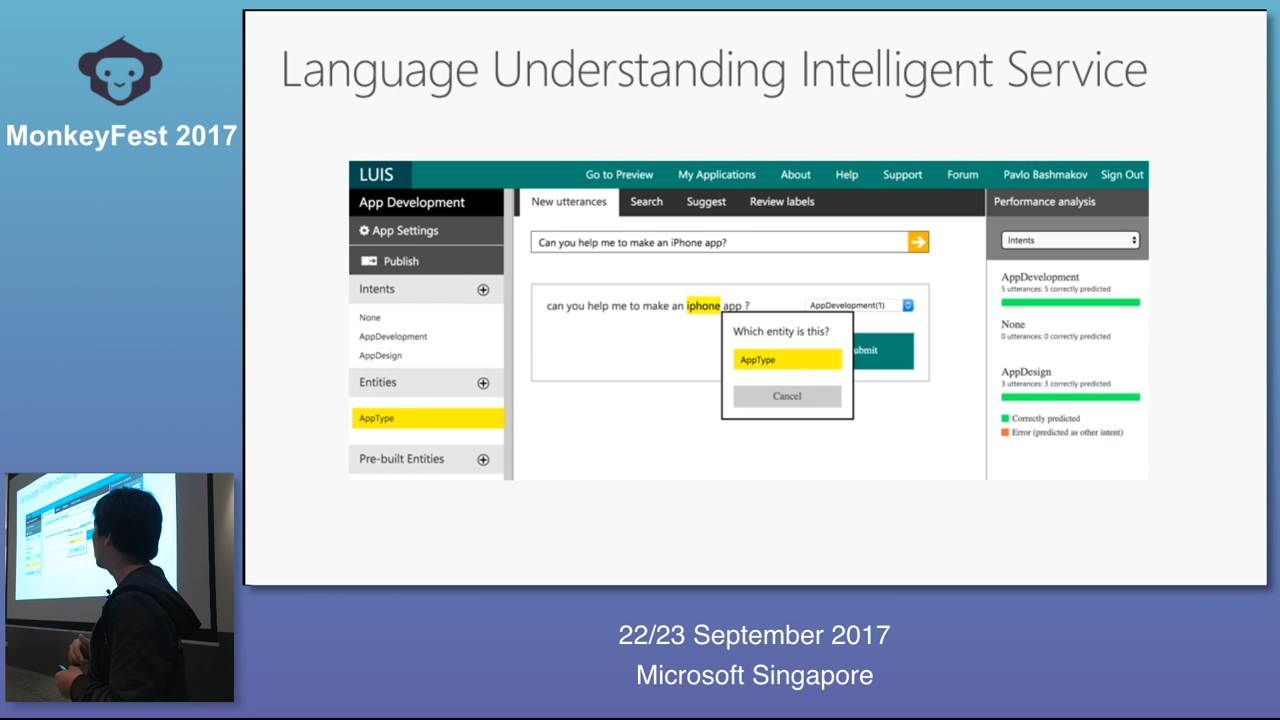 MonkeyFest 2017
Language Understanding Intelligent Service
LUIS
Go to Preview
My Applications
About
Help
Support
Forum
Pavlo Bashmakov
Sign Out
App Development
App Settings
Publish
Intents
None
AppDevelopment
AppDesign
Entities
AppType
Pre-built Entities
New utterances
Search
Suggest
Review labels
Can you help me to make an iPhone app?
can you help me to make an iphone app ?
AppDevelopment(1)
Which entity is this?
AppType
Cancel
ubmit
Performance analysis
Intents
AppDevelopment
5 utterances: 5 correctly predicted
None
0 utterances: 0 correctly predicted
AppDesign
3 utterances: 3 correctly predicted
Correctly predicted
Error (predicted as other intent)
22/23 September 2017
Microsoft Singapore